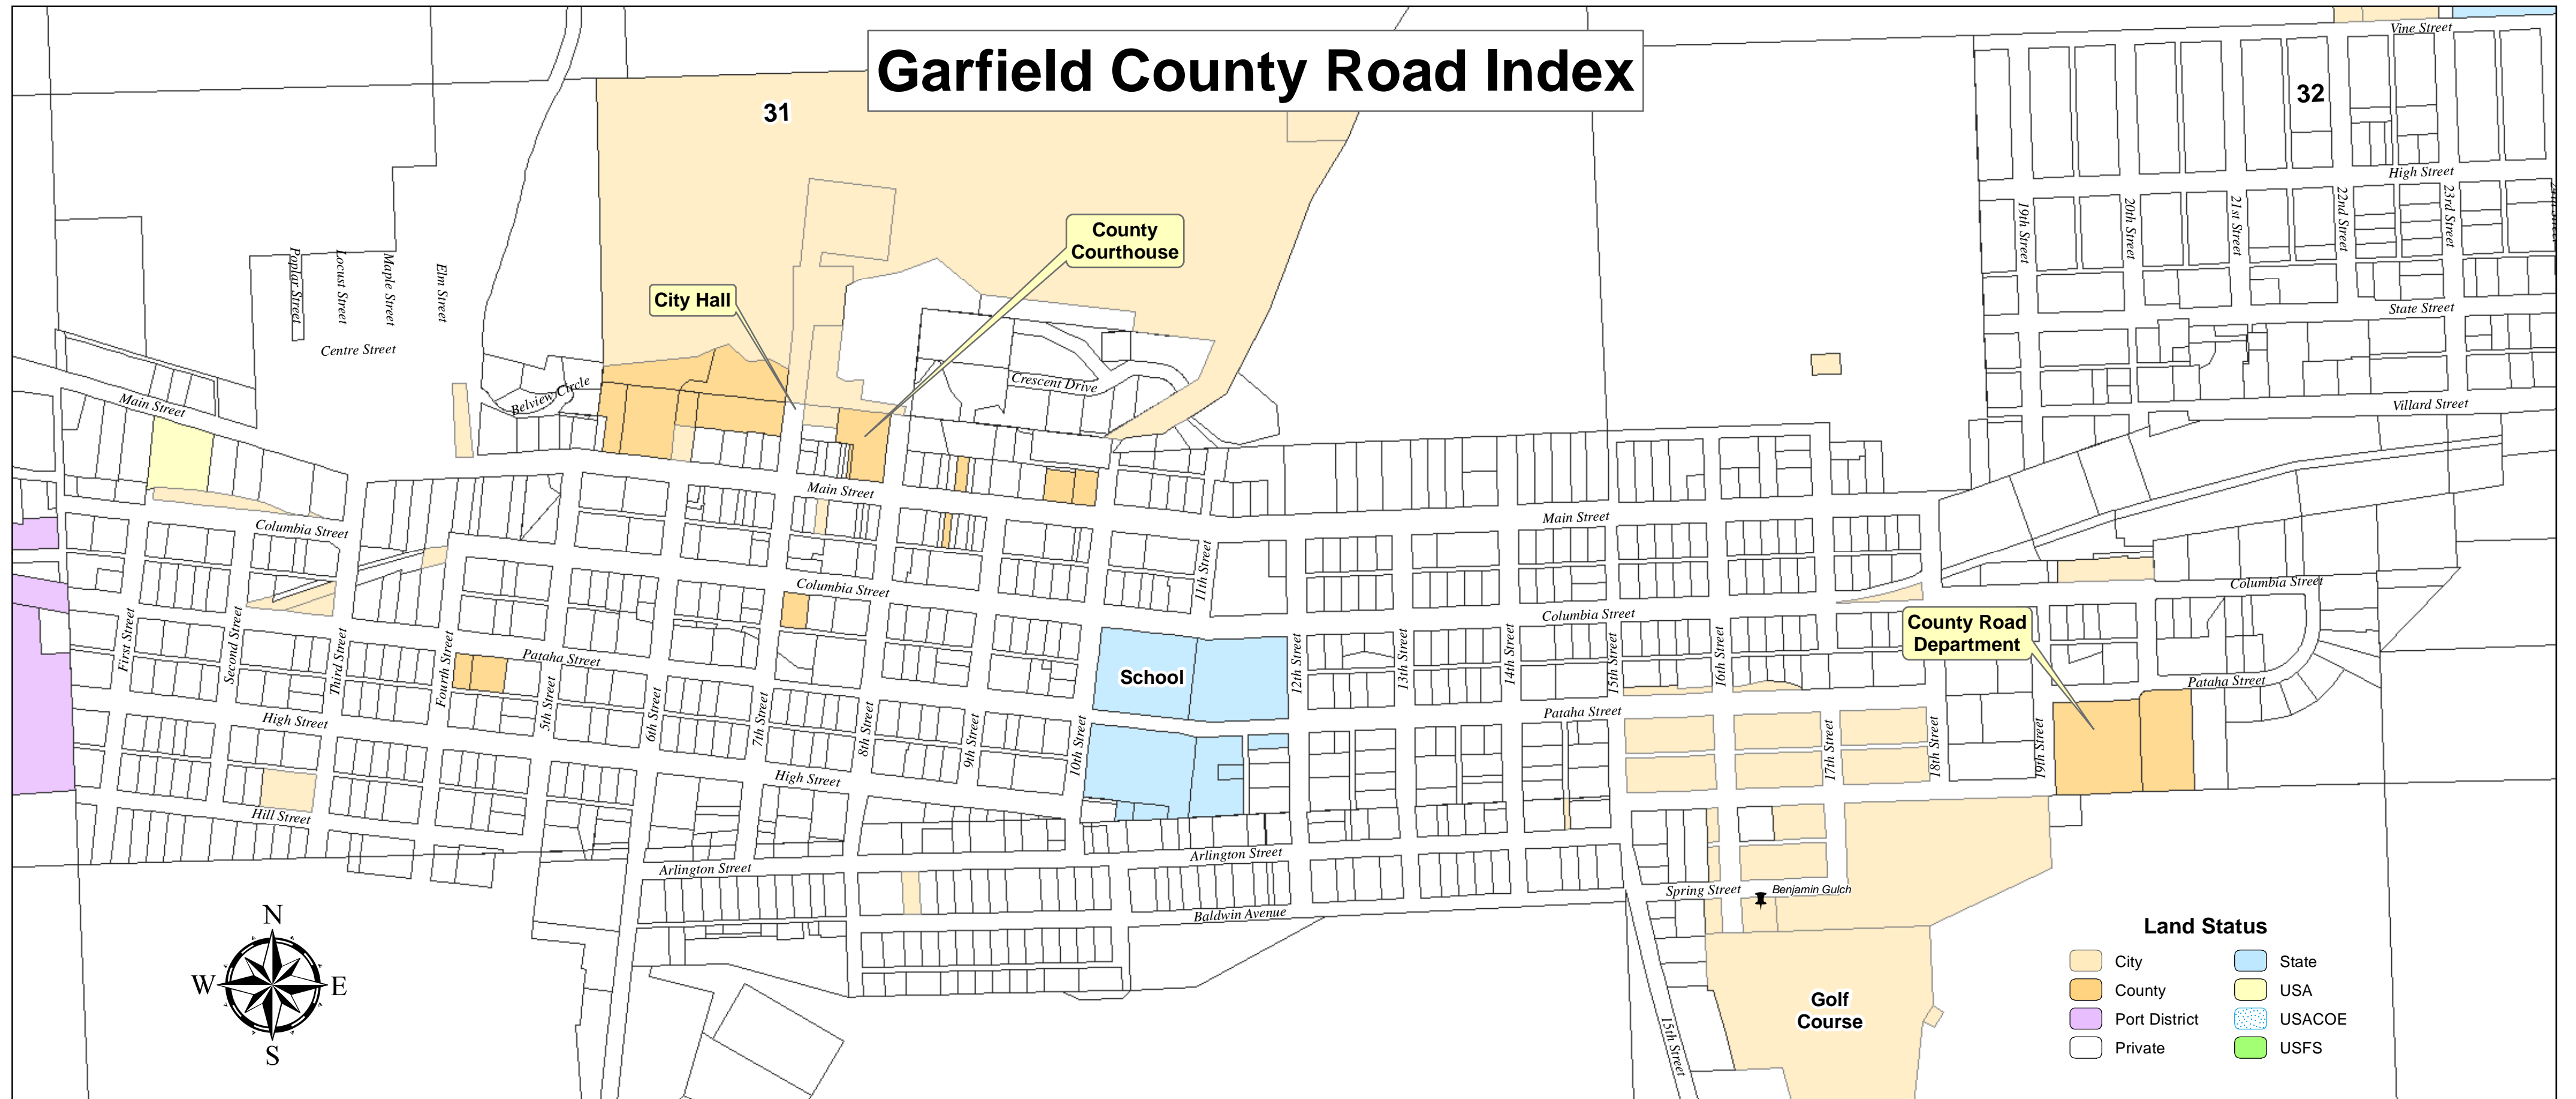 Garfield County Road Index
31
32
Vine Street
High Street
19th Street
20th Street
21st Street
22nd Street
23rd Street
State Street
Villard Street
County
Courthouse
City Hall
Poplar Street
Locust Street
Maple Street
Elm Street
Centre Street
Belview Circle
Crescent Drive
Main Street
Main Street
Main Street
Columbia Street
Columbia Street
Columbia Street
Columbia Street
11th Street
County Road
Department
First Street
Second Street
Third Street
Fourth Street
Pataha Street
5th Street
6th Street
7th Street
8th Street
9th Street
10th Street
School
12th Street
13th Street
14th Street
15th Street
16th Street
Pataha Street
Pataha Street
17th Street
18th Street
19th Street
High Street
High Street
Hill Street
Arlington Street
Arlington Street
Baldwin Avenue
Spring Street
Benjamin Gulch
15th Street
Golf
Course
N
W
E
S
Land Status
City
County
Port District
Private
State
USA
USACOE
USFS